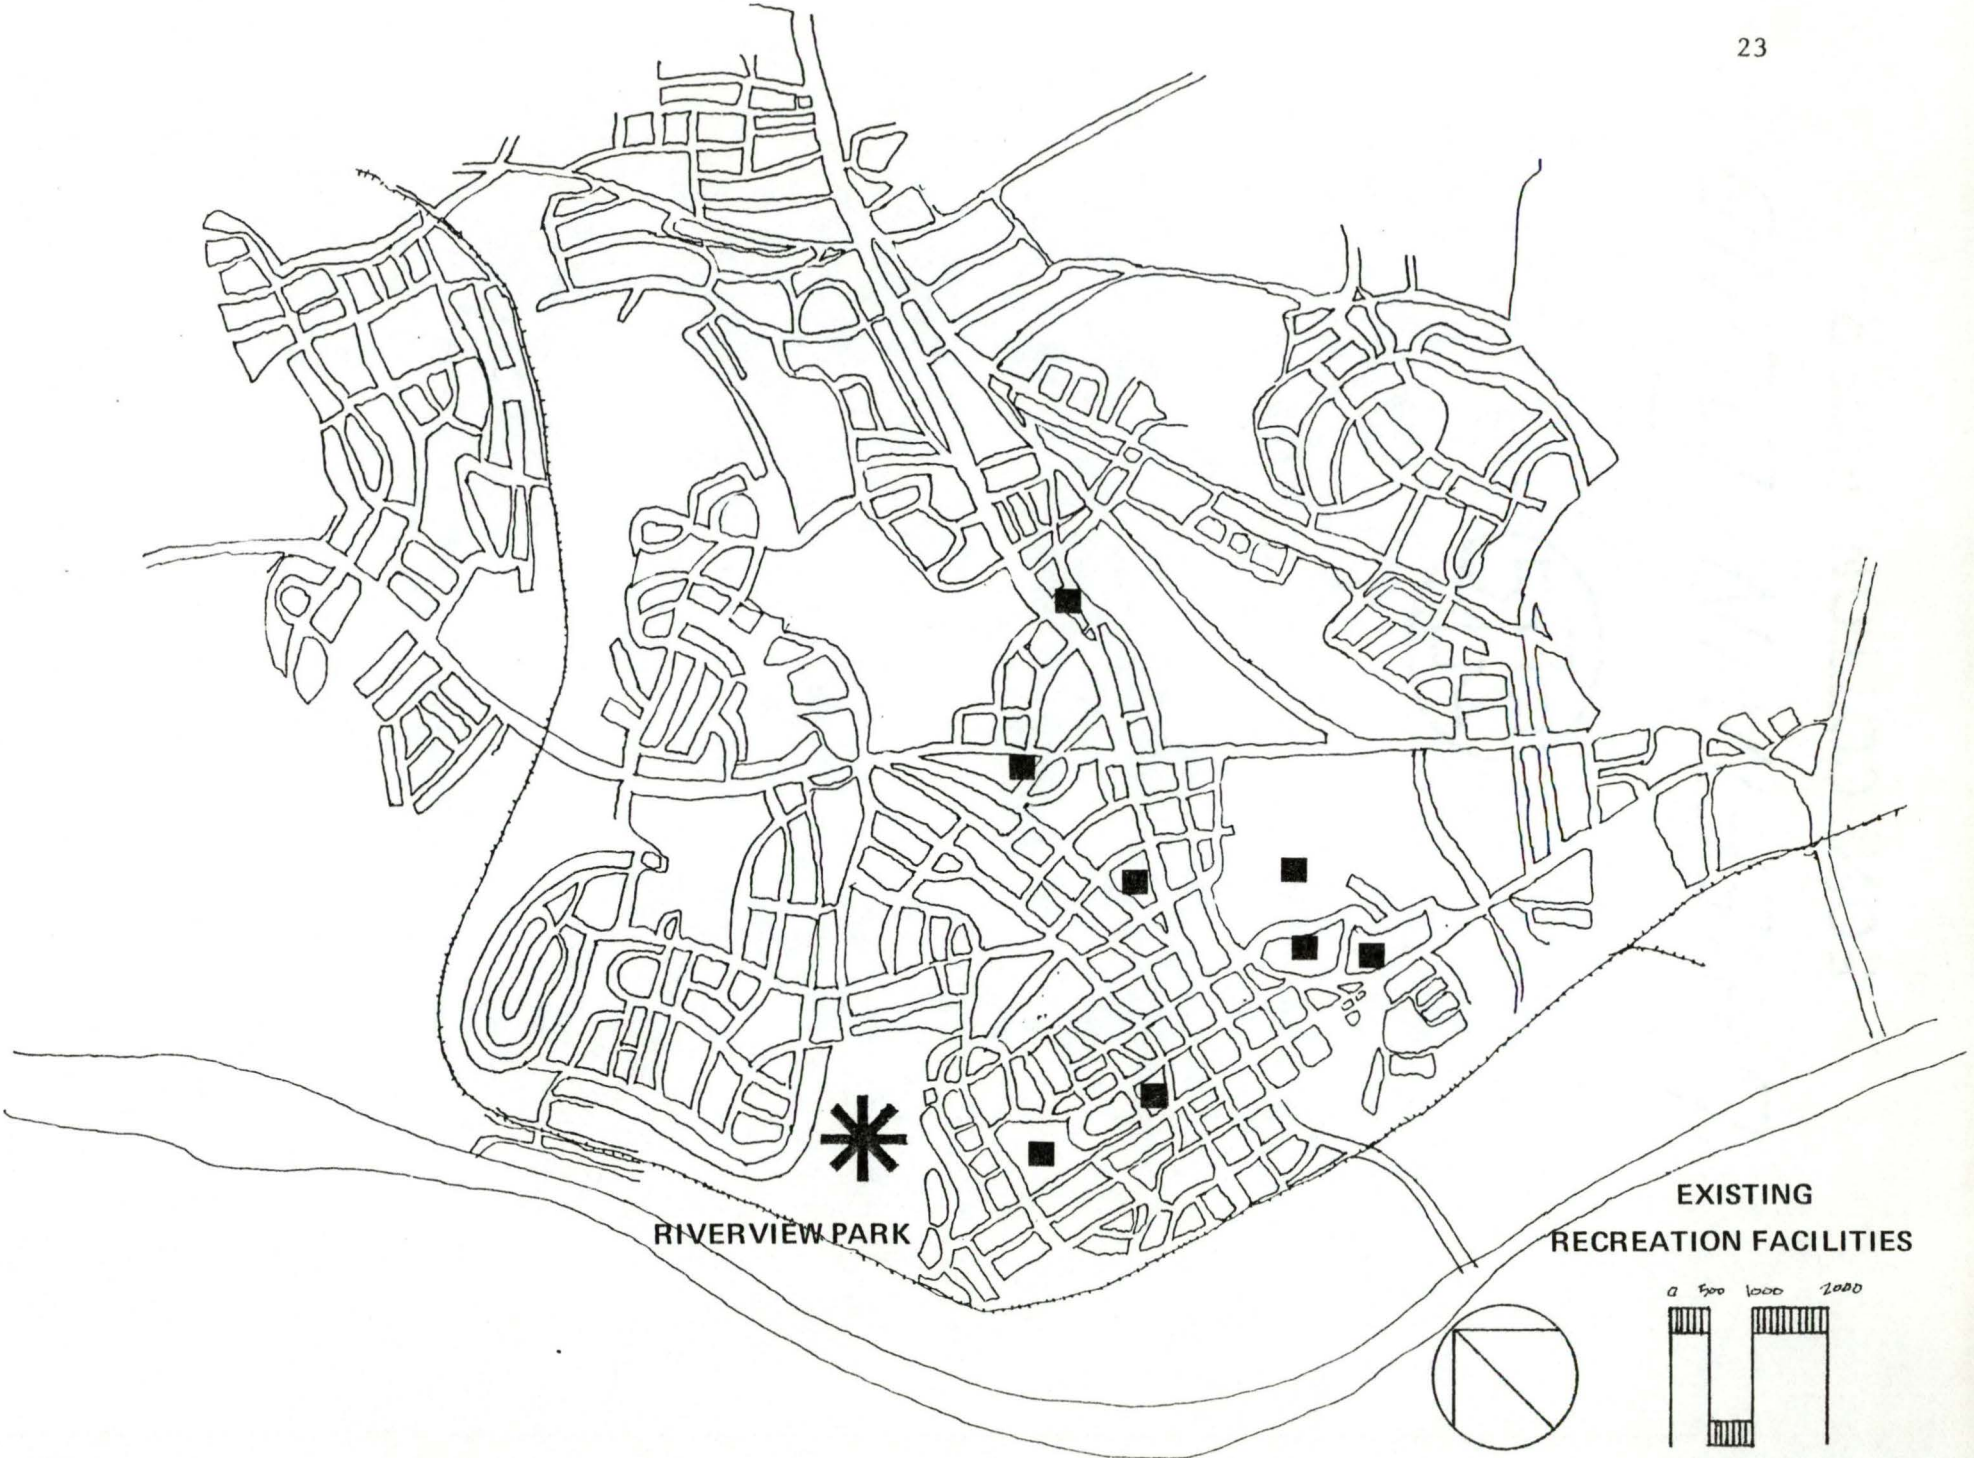 23
RIVERVIEW PARK
EXISTING
RECREATION FACILITIES
0 500 1000 2000